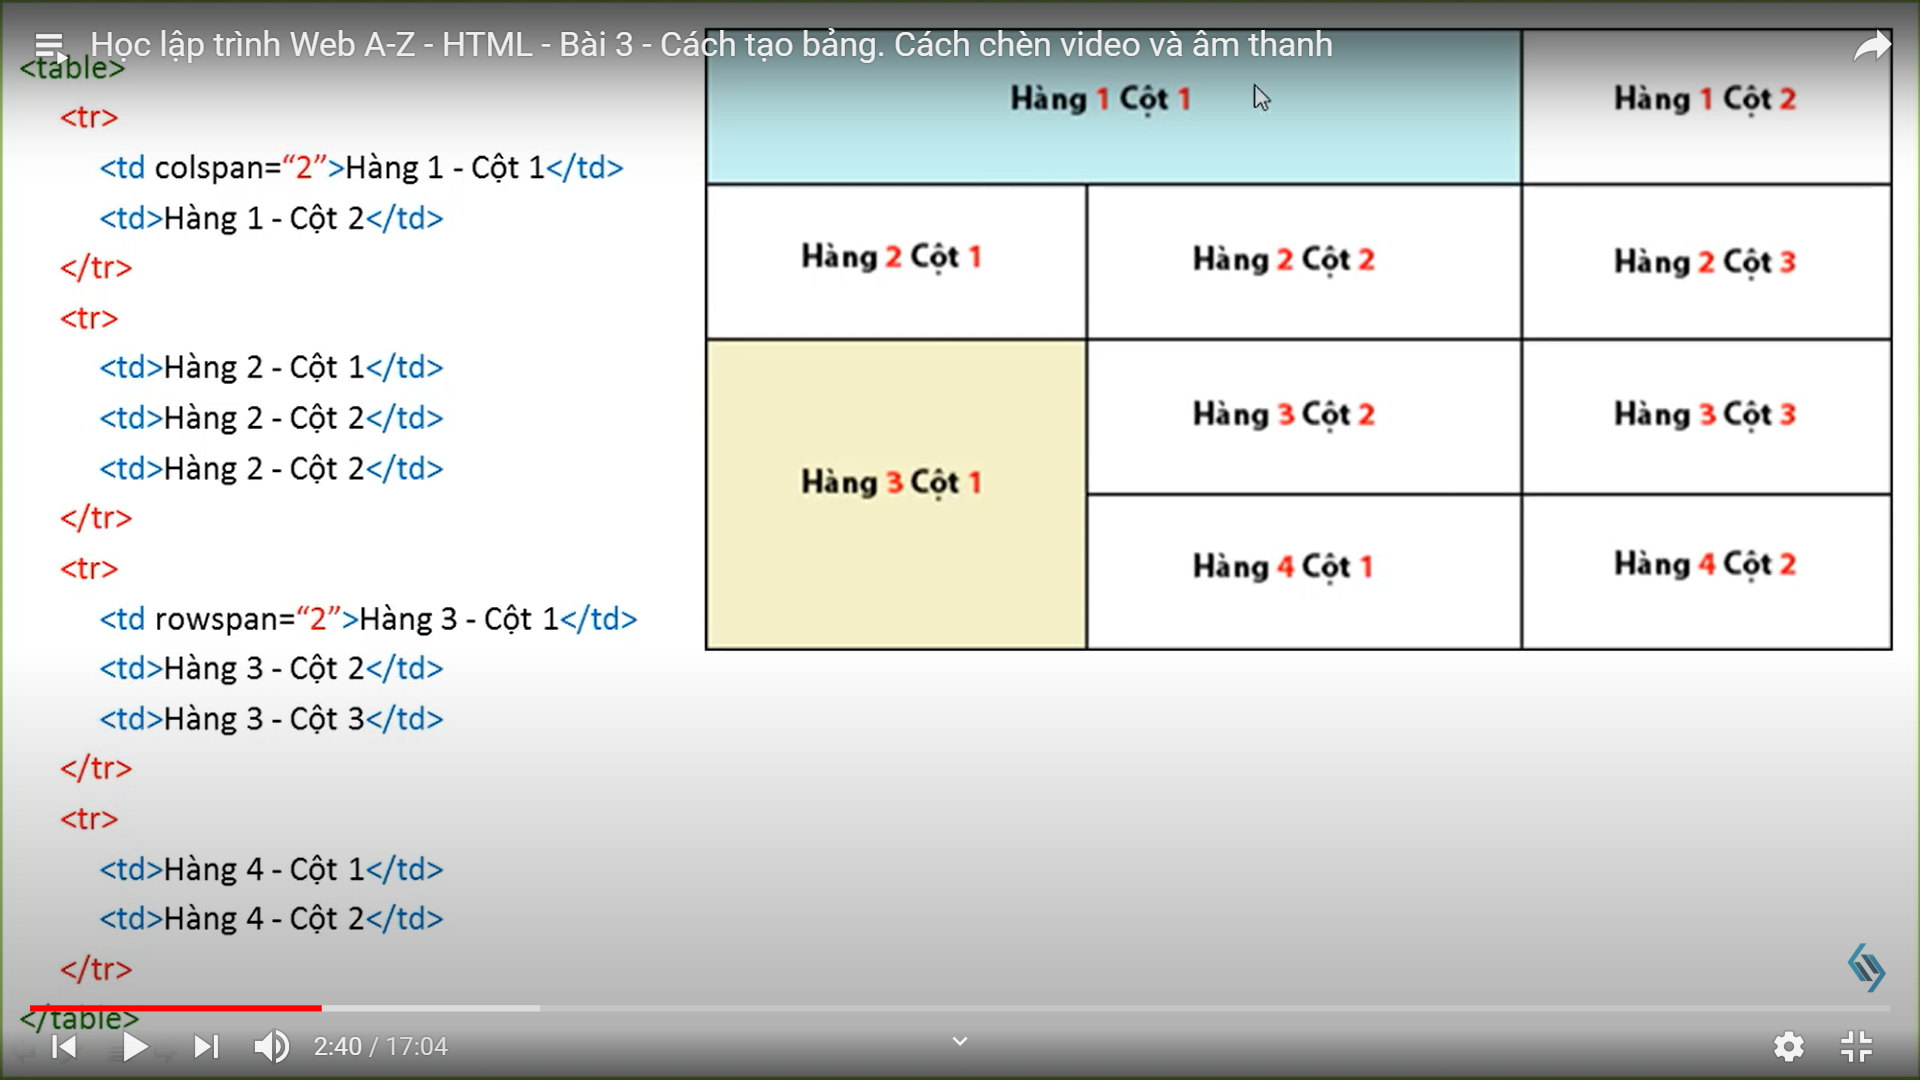 Học lập trình Web A-Z - HTML - Bài 3 - Cách tạo bảng. Cách chèn video và âm thanh
<table>
<tr>
<td colspan=“2”>Hàng 1 - Cột 1</td>
<td>Hàng 1 - Cột 2</td>
</tr>
<tr>
<td>Hàng 2 - Cột 1</td>
<td>Hàng 2 - Cột 2</td>
<td>Hàng 2 - Cột 2</td>
</tr>
<tr>
<td rowspan=“2”>Hàng 3 - Cột 1</td>
<td>Hàng 3 - Cột 2</td>
<td>Hàng 3 - Cột 3</td>
</tr>
<tr>
<td>Hàng 4 - Cột 1</td>
<td>Hàng 4 - Cột 2</td>
</tr>
</table>
Hàng 1 Cột 1
Hàng 1 Cột 2
Hàng 2 Cột 1
Hàng 2 Cột 2
Hàng 2 Cột 3
Hàng 3 Cột 1
Hàng 3 Cột 2
Hàng 3 Cột 3
Hàng 4 Cột 1
Hàng 4 Cột 2
2:40 / 17:04